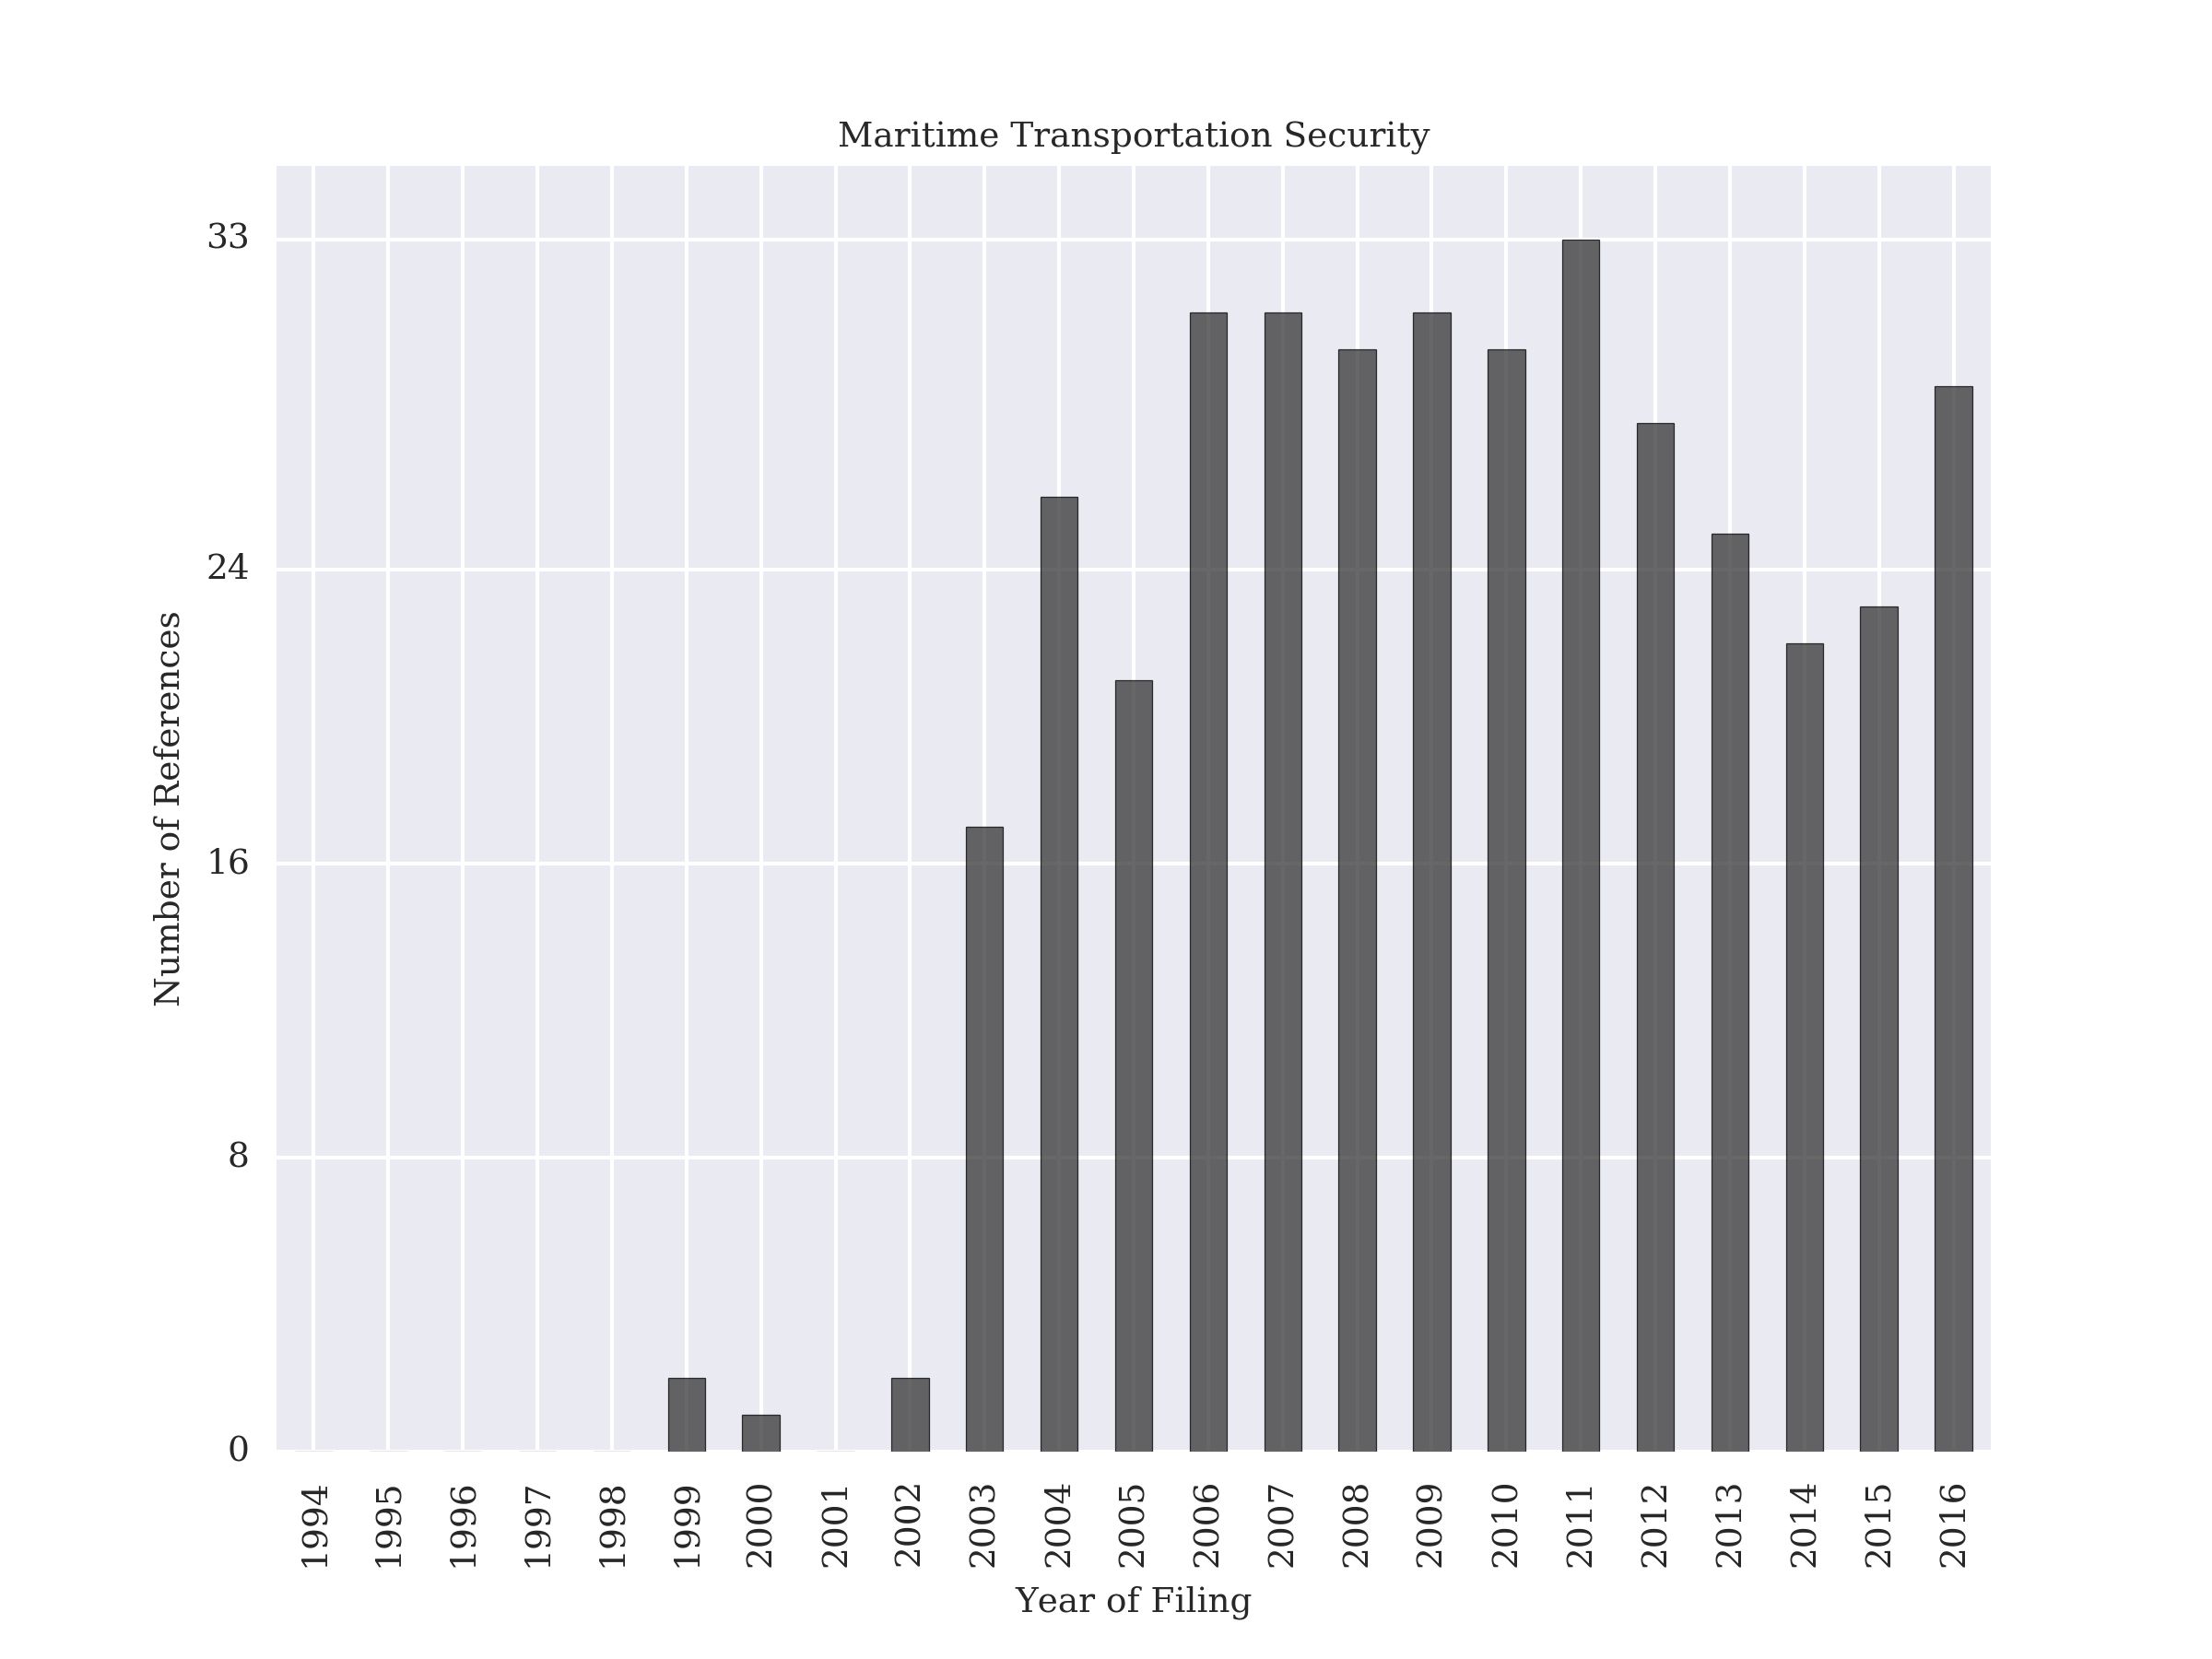 Maritime Transportation Security
33
24
16
8
0
Number of References
1994 1995 1996 1997 1998 1999 2000 2001 2002 2003 2004 2005 2006 2007 2008 2009 2010 2011 2012 2013 2014 2015 2016
Year of Filing